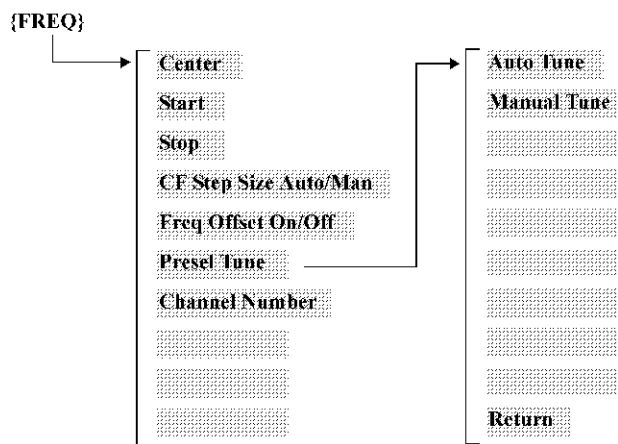 {FREQ}
Center
Start
Stop
CF Step Size Auto/Man
Freq Offset On/Off
Presel Tune
Channel Number
Auto Tune
Manual Tune
Return